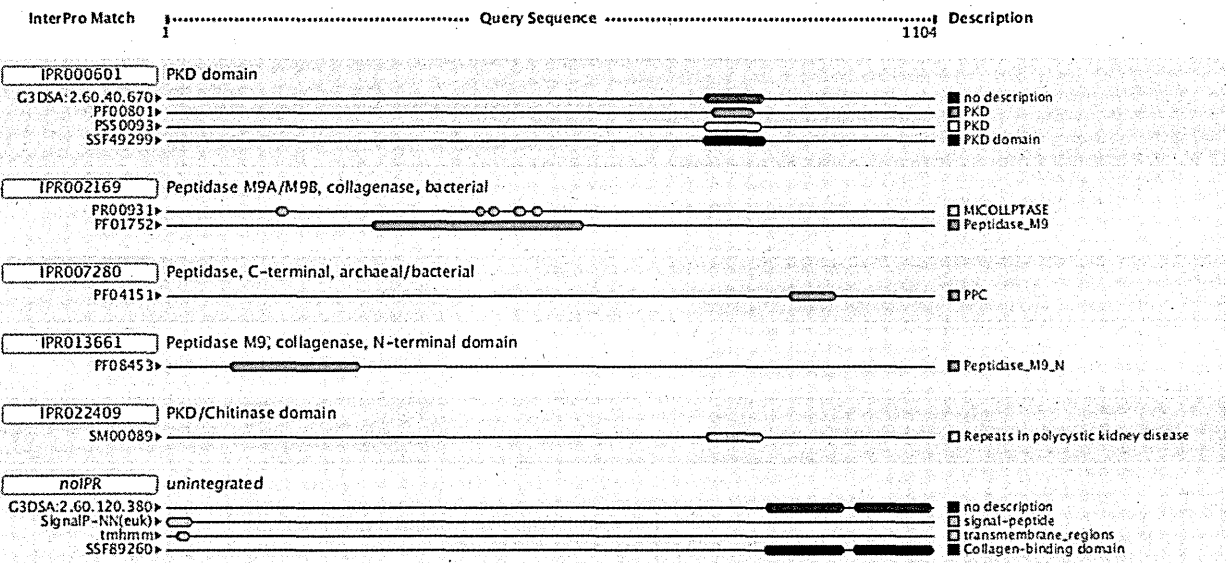 InterPro Match Query Sequence Description
1 1104
IPR000601 PKD domain
G3DSA:2.60.40.670 no description
PF00801 PKD
PS50093 PKD
SSF49299 PKD domain
IPR002169 Peptidase M9A/M9B, collagenase, bacterial
PR00931 MICOLLPTASE
PF01752 Peptidase_M9
IPR007280 Peptidase, C-terminal, archaeal/bacterial
PF04151 PPC
IPR013661 Peptidase M9, collagenase, N-terminal domain
PF08453 Peptidase_M9_N
IPR022409 PKD/Chitinase domain
SM00089 Repeats in polycystic kidney disease
noIPR unintegrated
G3DSA:2.60.120.380 no description
SignalP-NN(euk) signal-peptide
tmhmm transmembrane_regions
SSF89260 Collagen-binding domain